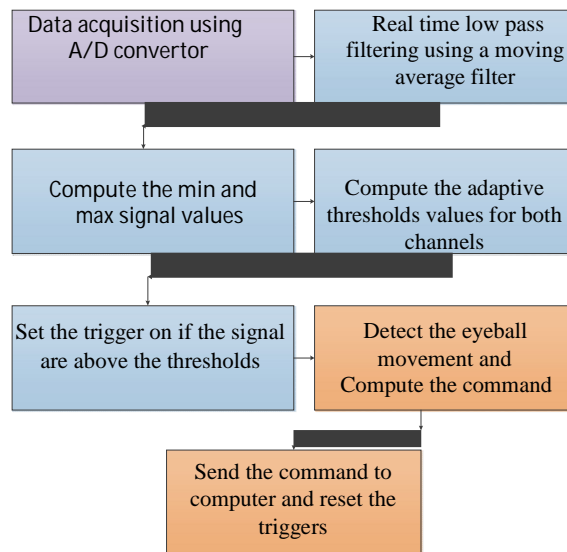 Data acquisition using
A/D convertor
Real time low pass
filtering using a moving
average filter
Compute the min and
max signal values
Compute the adaptive
thresholds values for both
channels
Set the trigger on if the signal
are above the thresholds
Detect the eyeball
movement and
Compute the command
Send the command to
computer and reset the
triggers